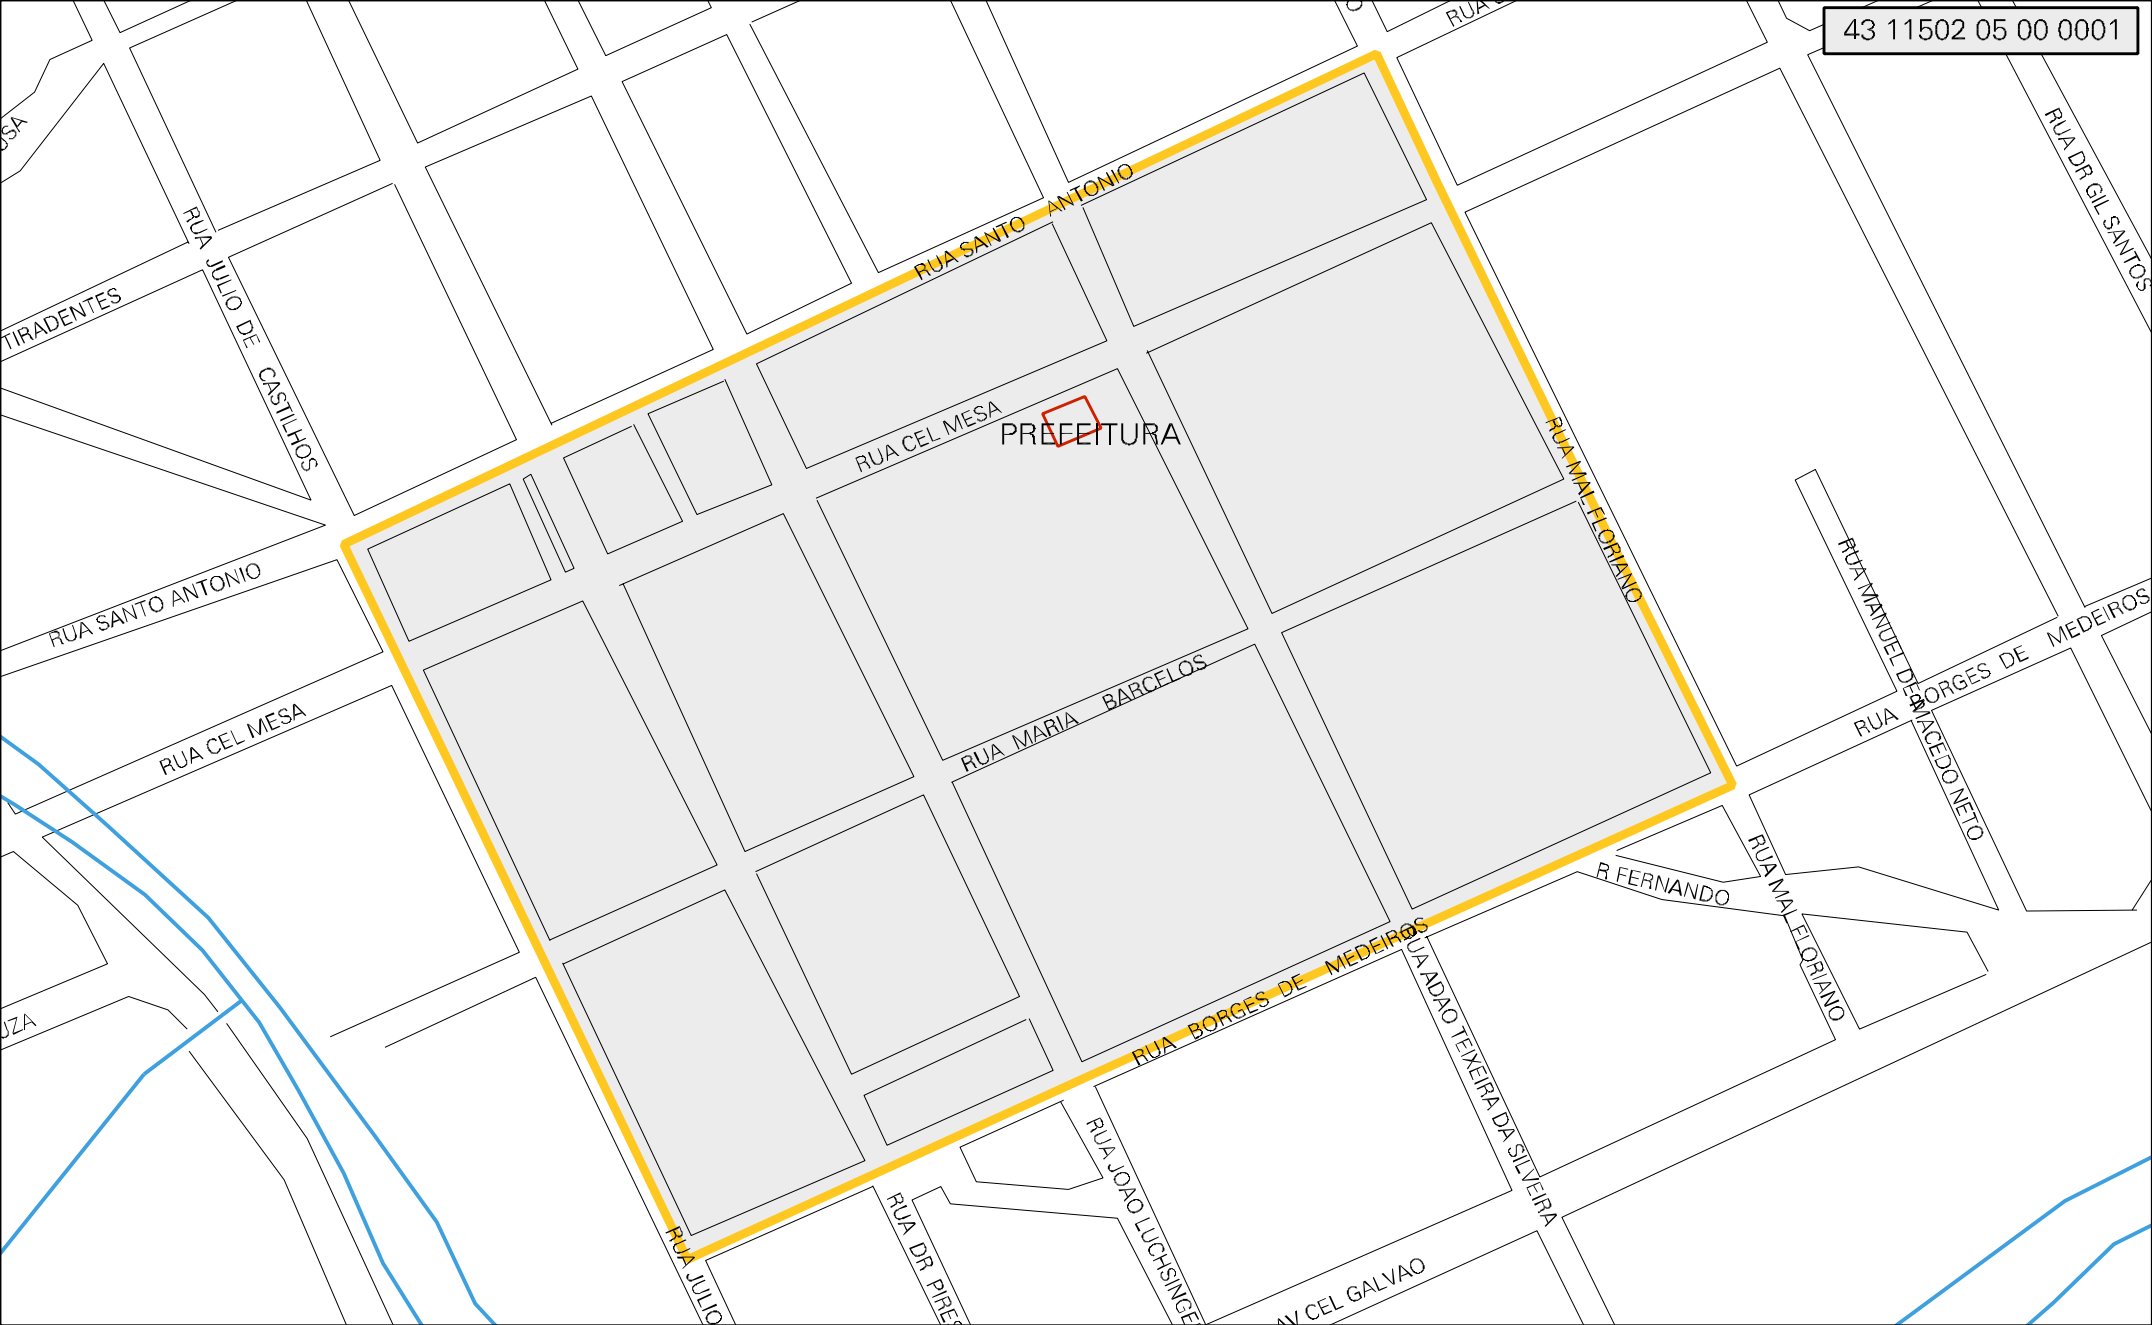 43 11502 05 00 0001
RUA DR GIL SANTOS
RUA SANTO ANTONIO
RUA JULIO DE CASTILHOS
TIRADENTES
RUA CEL MESA
PREFEITURA
RUA MAL FLORIANO
RUA SANTO ANTONIO
RUA MANUEL DE MACEDO NETO
RUA BORGES DE MEDEIROS
RUA MARIA BARCELOS
RUA CEL MESA
R FERNANDO
RUA MAL FLORIANO
RUA BORGES DE MEDEIROS
RUA ADAO TEIXEIRA DA SILVEIRA
RUA JOAO LUCHSINGE
RUA DR PIRES
RUA JULIO
AV CEL GALVAO